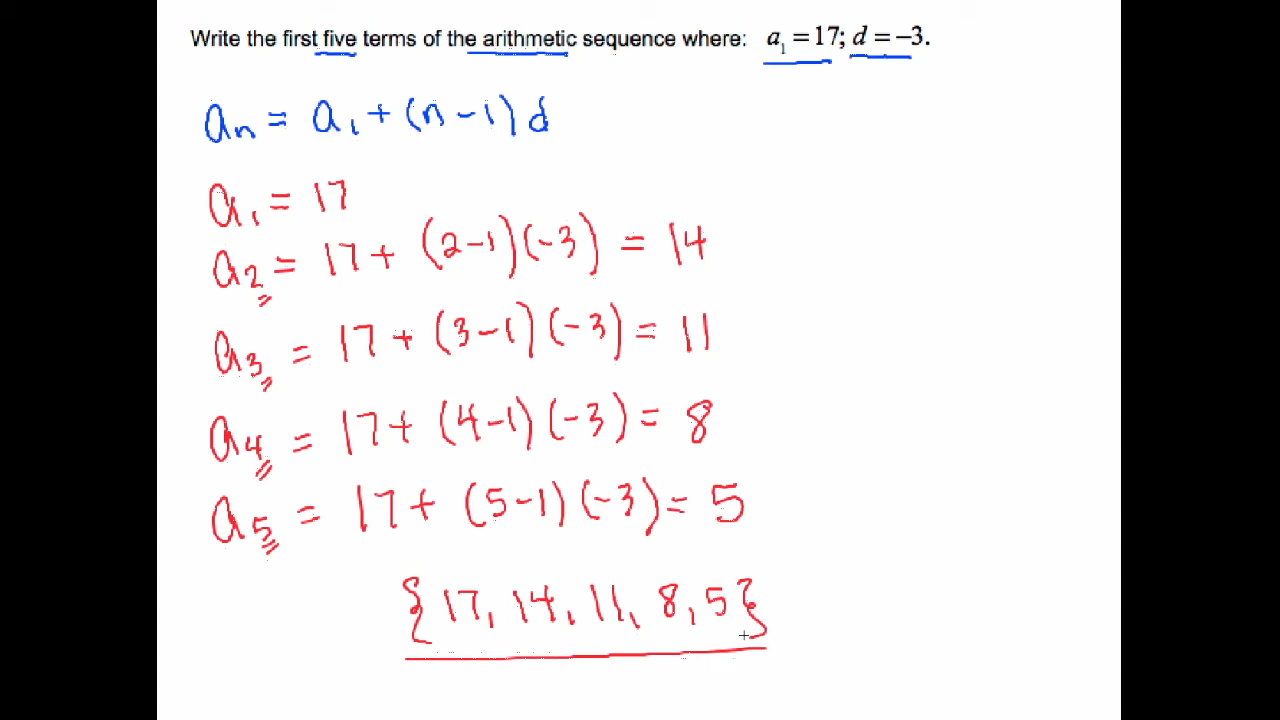 Write the first five terms of the arithmetic sequence where: a₁ = 17; d = −3.
aₙ = a₁ + (n − 1) d
a₁ = 17
a₂ = 17 + (2 − 1)(−3) = 14
a₃ = 17 + (3 − 1)(−3) = 11
a₄ = 17 + (4 − 1)(−3) = 8
a₅ = 17 + (5 − 1)(−3) = 5
{17, 14, 11, 8, 5}